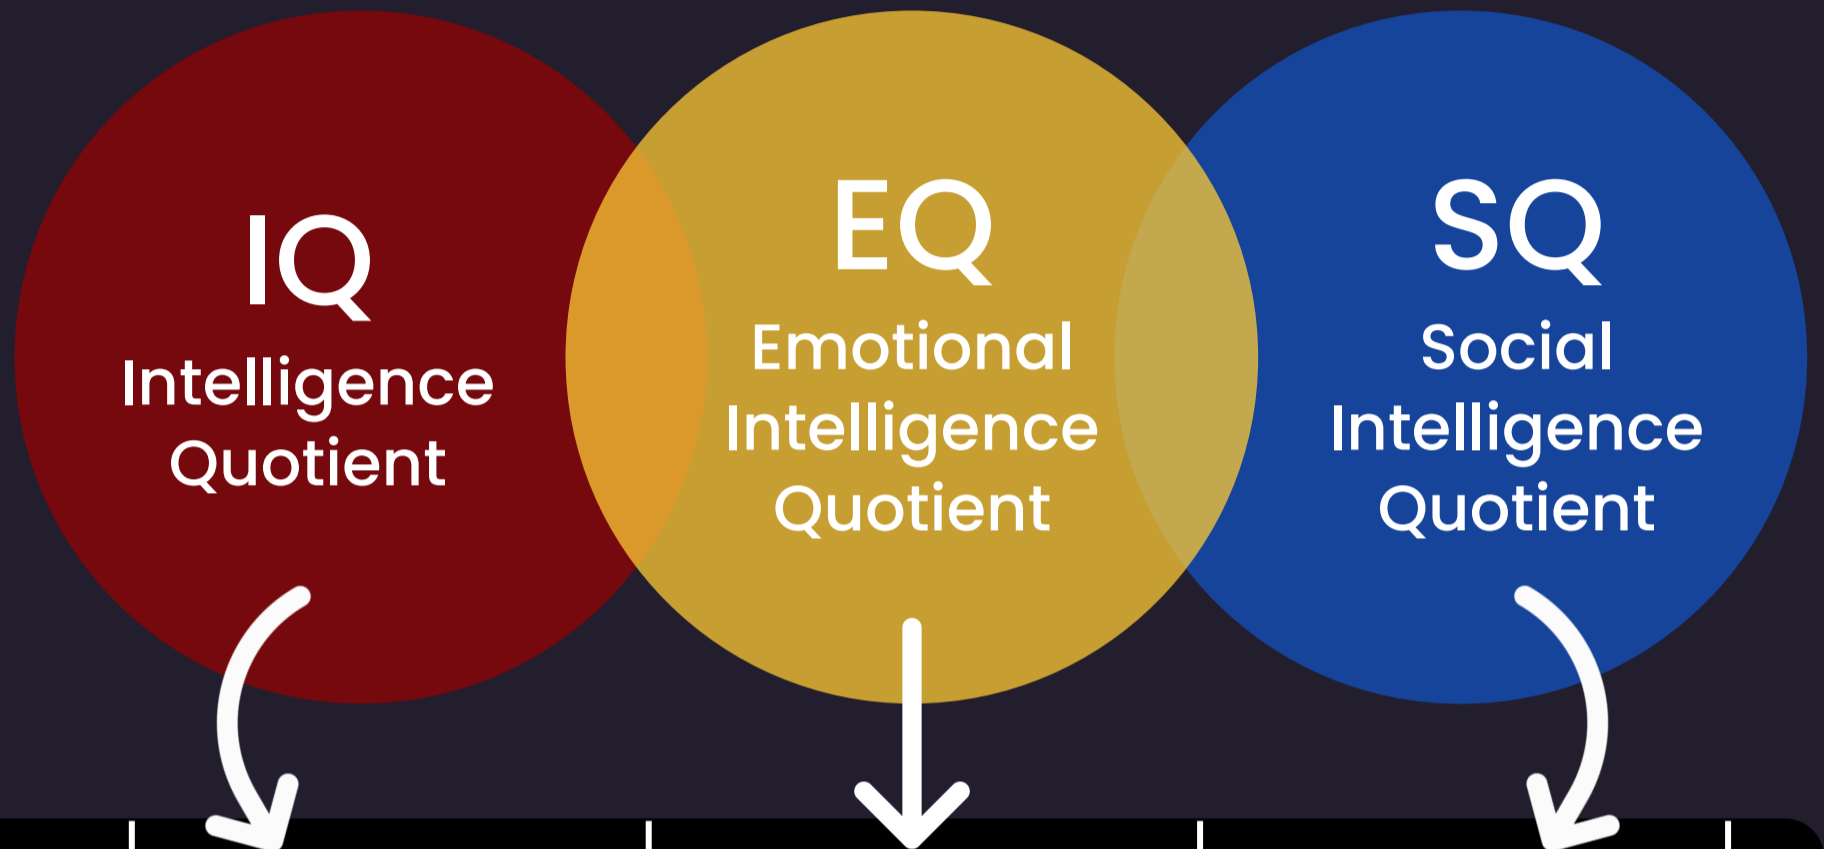 IQ
Intelligence
Quotient
EQ
Emotional
Intelligence
Quotient
SQ
Social
Intelligence
Quotient